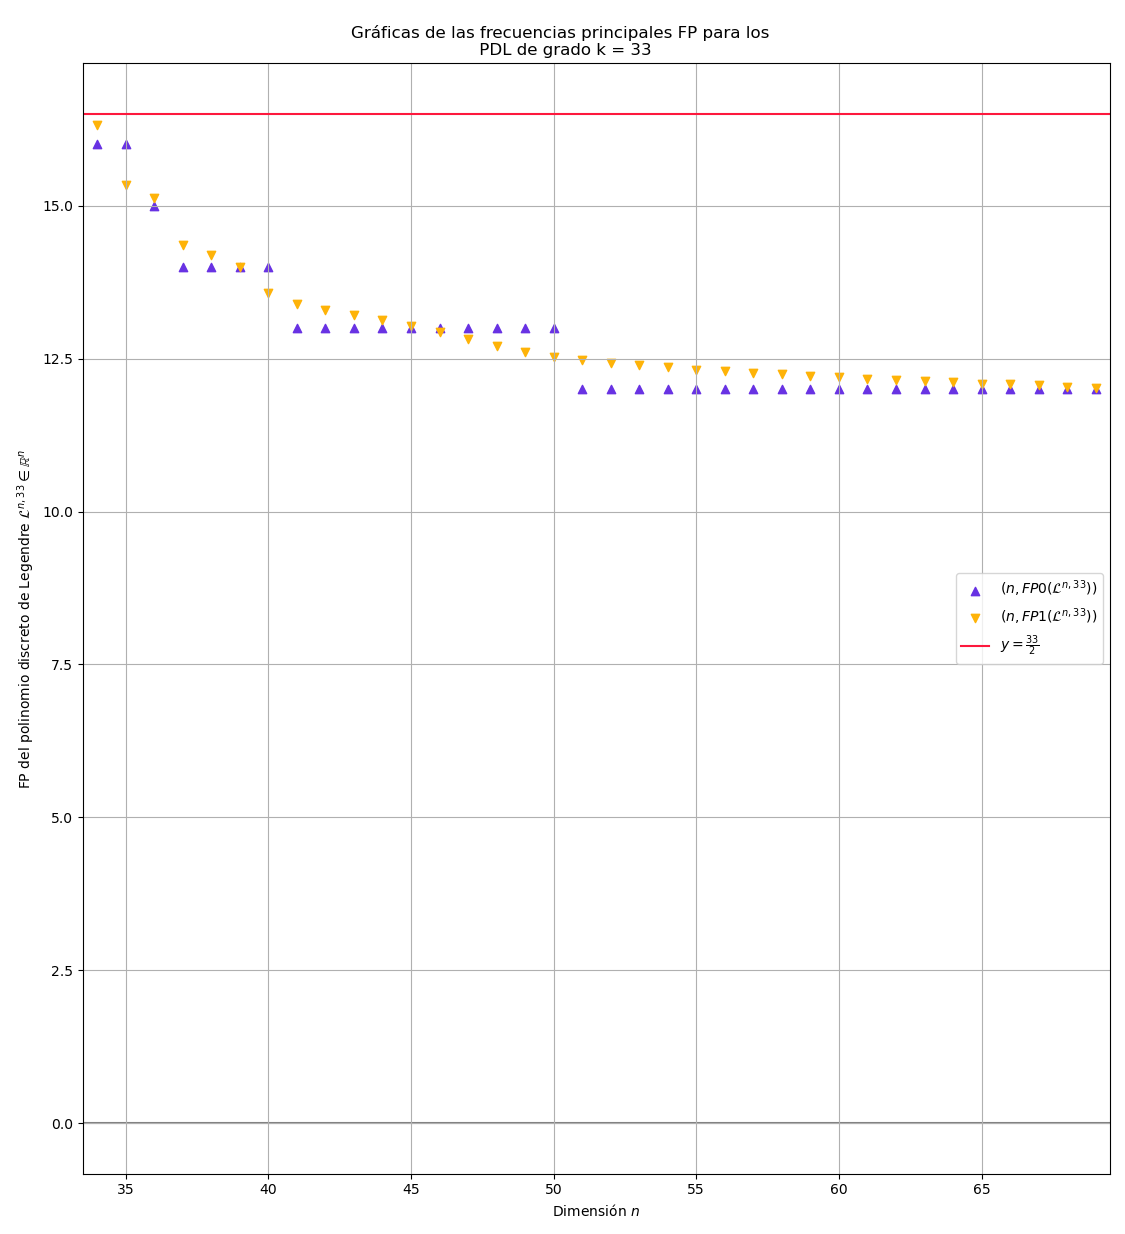 Gráficas de las frecuencias principales FP para los
PDL de grado k = 33
FP del polinomio discreto de Legendre $\mathcal{L}^{n,33} \in \mathbb{R}^n$
15.0
12.5
10.0
7.5
5.0
2.5
0.0
$(n, FP0(\mathcal{L}^{n,33}))$
$(n, FP1(\mathcal{L}^{n,33}))$
$y = \frac{33}{2}$
35 40 45 50 55 60 65
Dimensión $n$